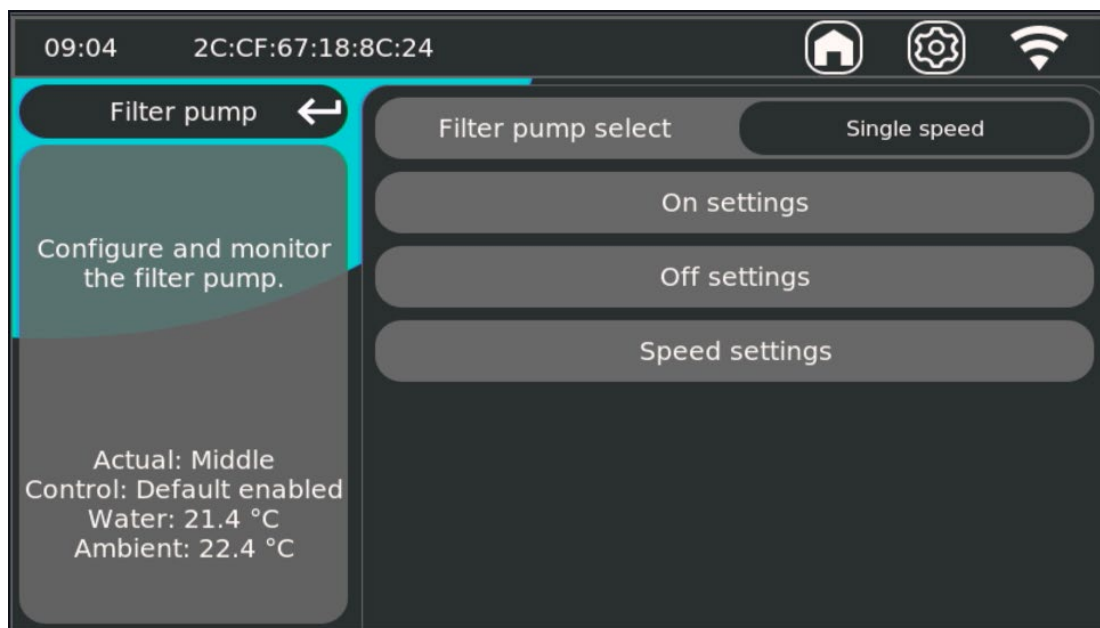 09:04 2C:CF:67:18:8C:24
Filter pump
Configure and monitor
the filter pump.
Actual: Middle
Control: Default enabled
Water: 21.4 °C
Ambient: 22.4 °C
Filter pump select Single speed
On settings
Off settings
Speed settings